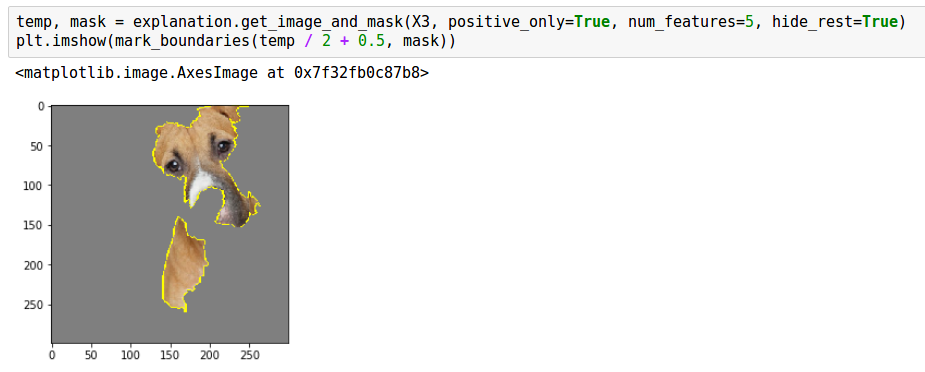 temp, mask = explanation.get_image_and_mask(X3, positive_only=True, num_features=5, hide_rest=True)
plt.imshow(mark_boundaries(temp / 2 + 0.5, mask))
<matplotlib.image.AxesImage at 0x7f32fb0c87b8>
0
50
100
150
200
250
0 50 100 150 200 250